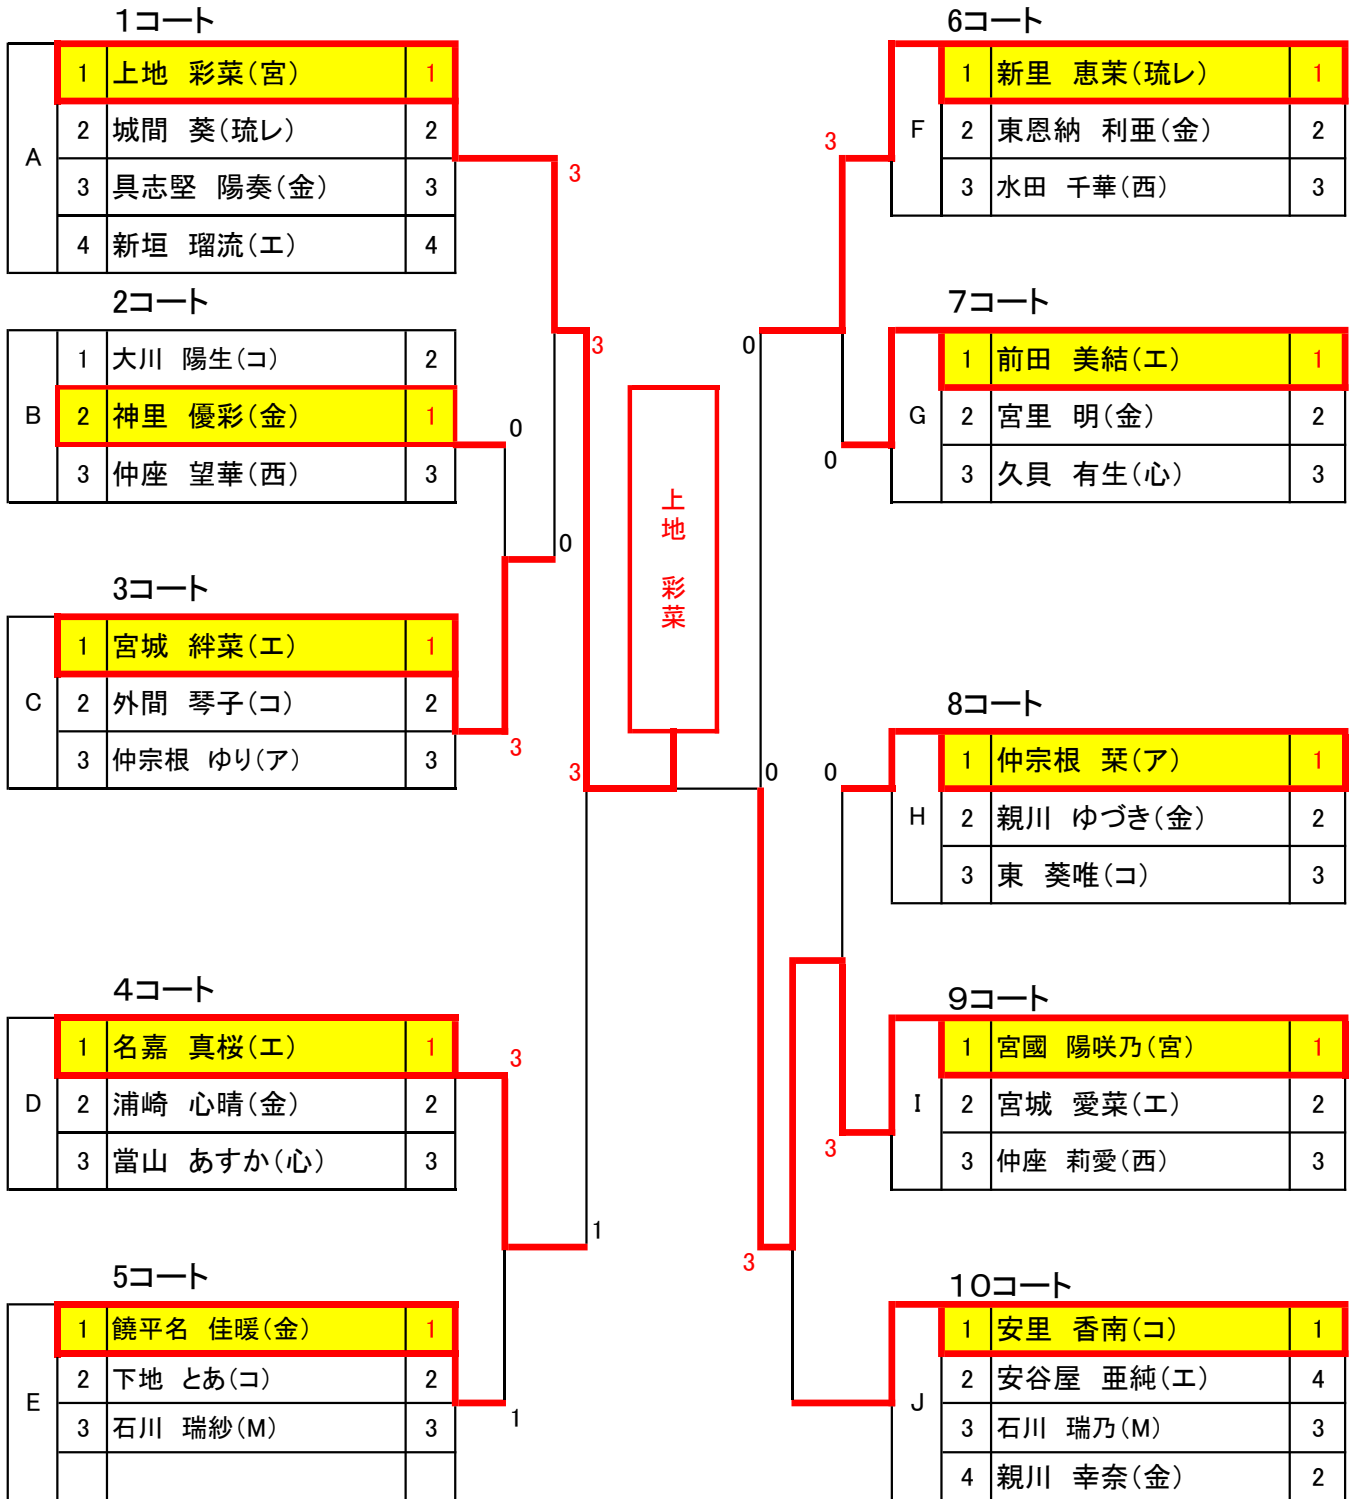 1コート
A
1 上地 彩菜(宮) 1
2 城間 葵(琉レ) 2
3 具志堅 陽奏(金) 3
4 新垣 瑠流(エ) 4
3
2コート
B
1 大川 陽生(コ) 2
2 神里 優彩(金) 1
3 仲座 望華(西) 3
0
3
0
3コート
C
1 宮城 絆菜(エ) 1
2 外間 琴子(コ) 2
3 仲宗根 ゆり(ア) 3
3
3
4コート
D
1 名嘉 真桜(エ) 1
2 浦崎 心晴(金) 2
3 當山 あすか(心) 3
3
1
5コート
E
1 饒平名 佳暖(金) 1
2 下地 とあ(コ) 2
3 石川 瑞紗(M) 3
1
上地 彩菜
6コート
F
1 新里 恵茉(琉レ) 1
2 東恩納 利亜(金) 2
3 水田 千華(西) 3
3
0
7コート
G
1 前田 美結(エ) 1
2 宮里 明(金) 2
3 久貝 有生(心) 3
0
8コート
H
1 仲宗根 栞(ア) 1
2 親川 ゆづき(金) 2
3 東 葵唯(コ) 3
0
0
9コート
I
1 宮國 陽咲乃(宮) 1
2 宮城 愛菜(エ) 2
3 仲座 莉愛(西) 3
3
3
10コート
J
1 安里 香南(コ) 1
2 安谷屋 亜純(エ) 4
3 石川 瑞乃(M) 3
4 親川 幸奈(金) 2